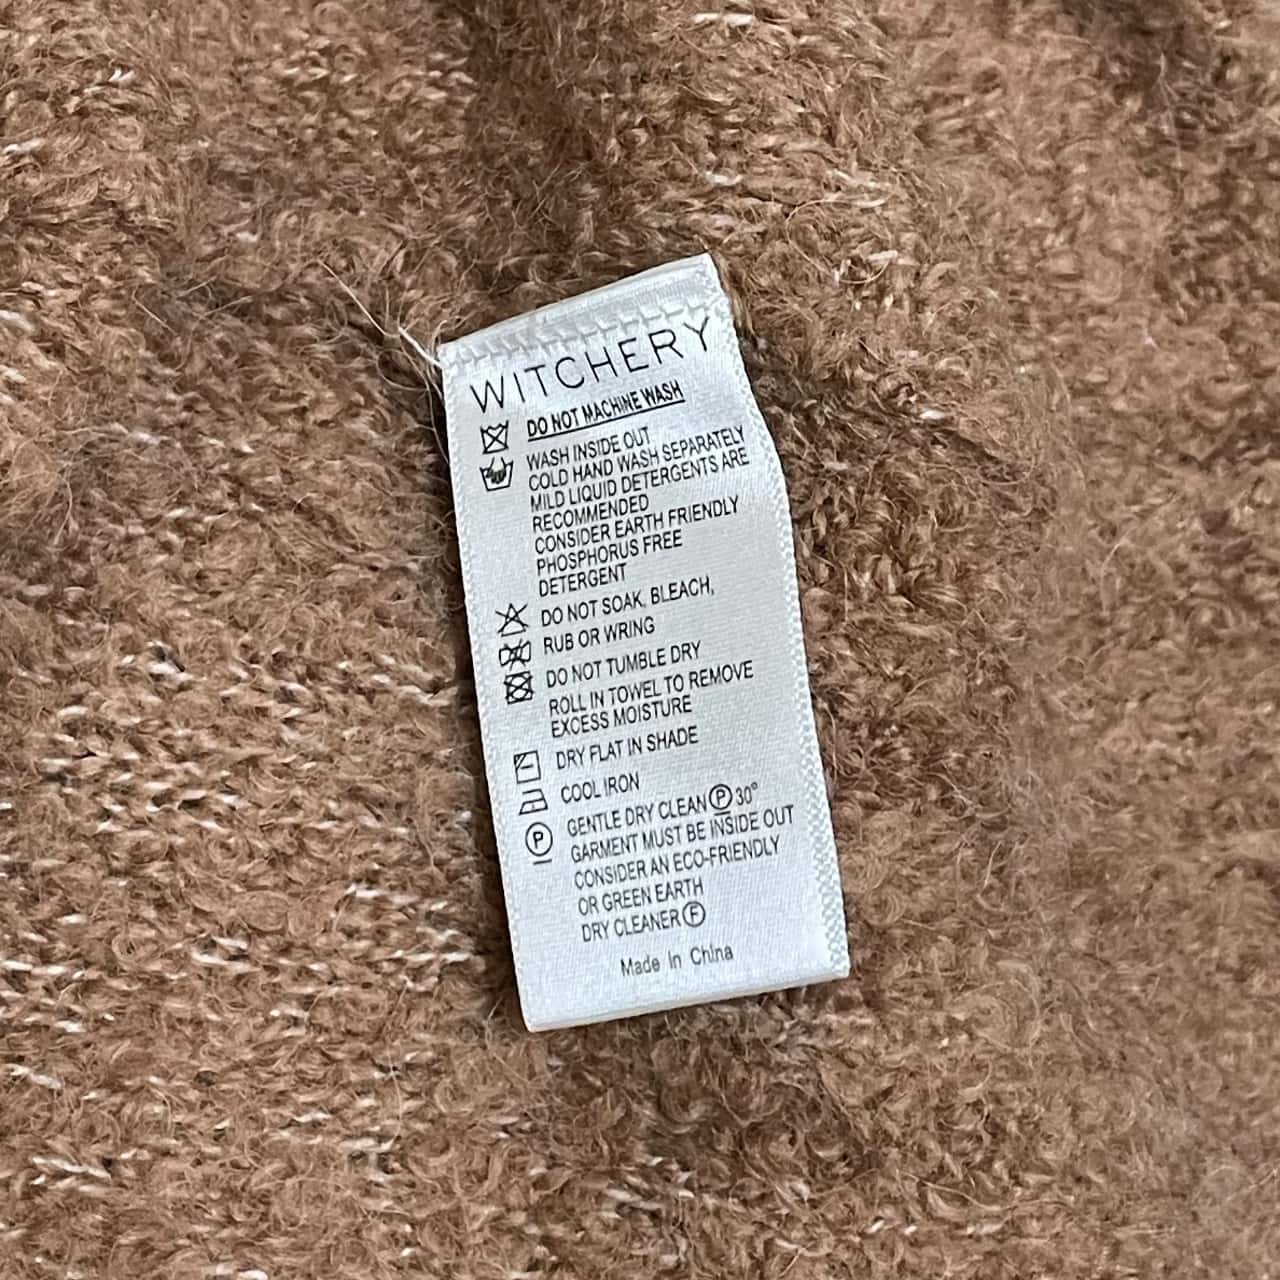 WITCHERY
DO NOT MACHINE WASH
WASH INSIDE OUT
COLD HAND WASH SEPARATELY
MILD LIQUID DETERGENTS ARE
RECOMMENDED
CONSIDER EARTH FRIENDLY
PHOSPHORUS FREE
DETERGENT
DO NOT SOAK, BLEACH,
RUB OR WRING
DO NOT TUMBLE DRY
ROLL IN TOWEL TO REMOVE
EXCESS MOISTURE
DRY FLAT IN SHADE
COOL IRON
P GENTLE DRY CLEAN Ⓟ 30°
GARMENT MUST BE INSIDE OUT
CONSIDER AN ECO-FRIENDLY
OR GREEN EARTH
DRY CLEANER Ⓕ
Made in China